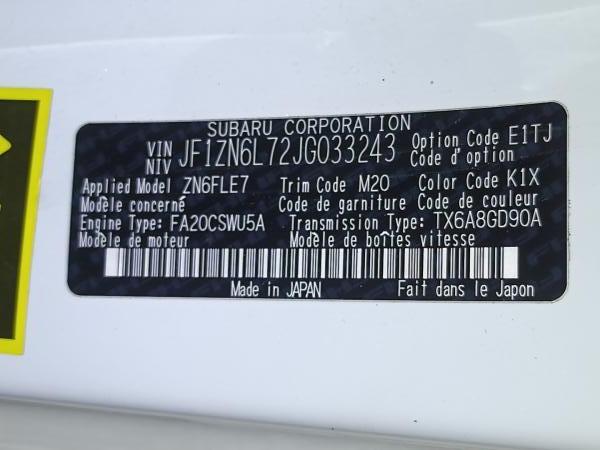 SUBARU CORPORATION
VIN
NIV JF1ZN6L72JG033243 Option Code E1TJ
Code d'option
Applied Model ZN6FLE7 Trim Code M20 Color Code K1X
Modèle concerné Code de garniture Code de couleur
Engine Type: FA20CSWU5A Transmission Type: TX6A8GD90A
Modèle de moteur Modèle de boîtes vitesse
Made in JAPAN Fait dans le Japon